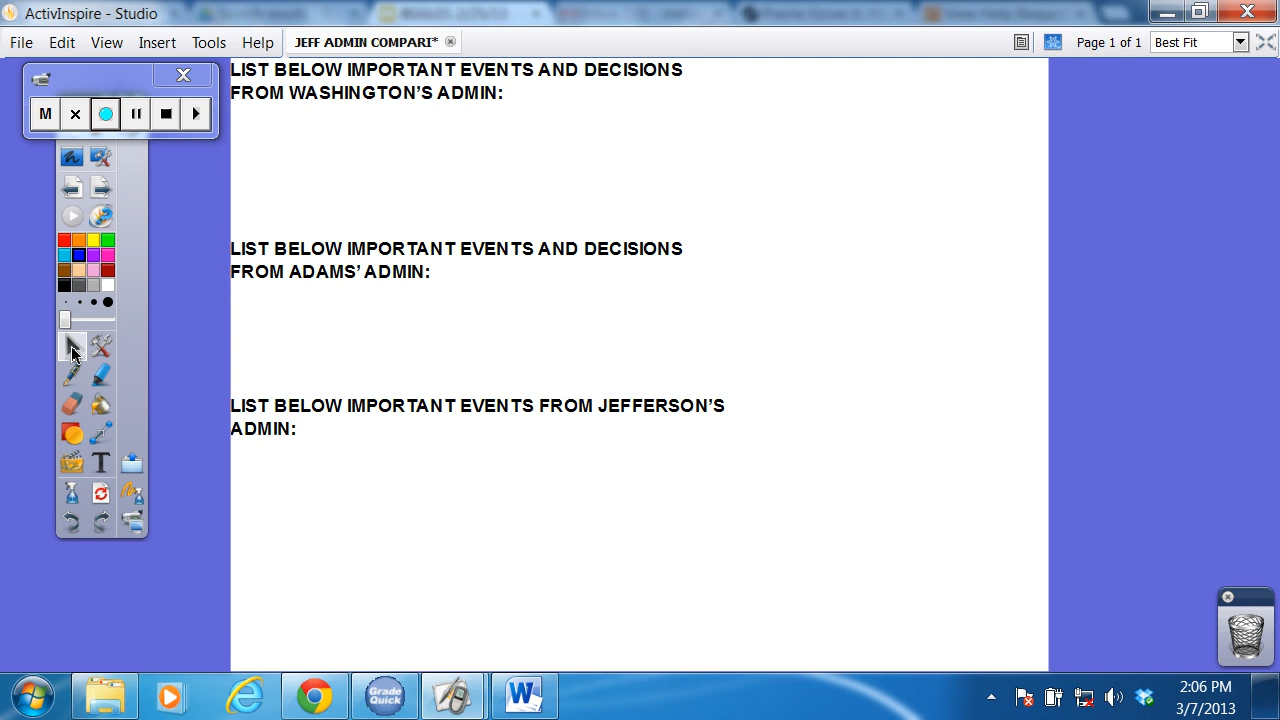 ActivInspire - Studio
File Edit View Insert Tools Help JEFF ADMIN COMPARI* Page 1 of 1 Best Fit
LIST BELOW IMPORTANT EVENTS AND DECISIONS
FROM WASHINGTON'S ADMIN:
X
M
LIST BELOW IMPORTANT EVENTS AND DECISIONS
FROM ADAMS' ADMIN:
LIST BELOW IMPORTANT EVENTS FROM JEFFERSON'S
ADMIN:
T
Grade
Quick
W
2:06 PM
3/7/2013